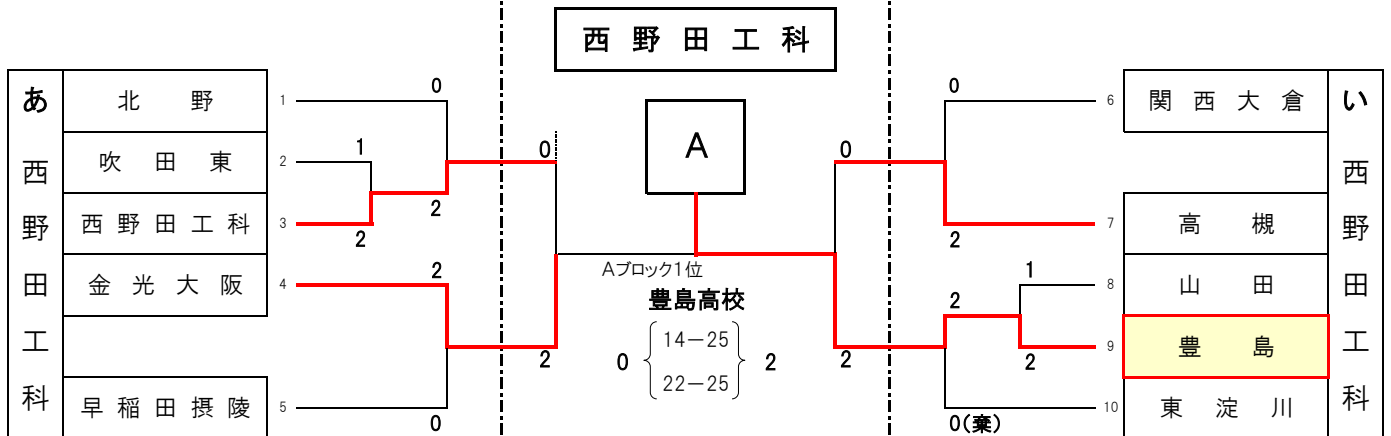 西野田工科
あ 西野田工科
北野 1 0
吹田東 2 1
西野田工科 3 2 2 0
金光大阪 4 2 2
早稲田摂陵 5 0
A
Aブロック1位
豊島高校
0 14－25 2
22－25
い 西野田工科
0 6 関西大倉
0 2 7 高槻
1 8 山田
2 2 2 9 豊島
0(棄) 10 東淀川